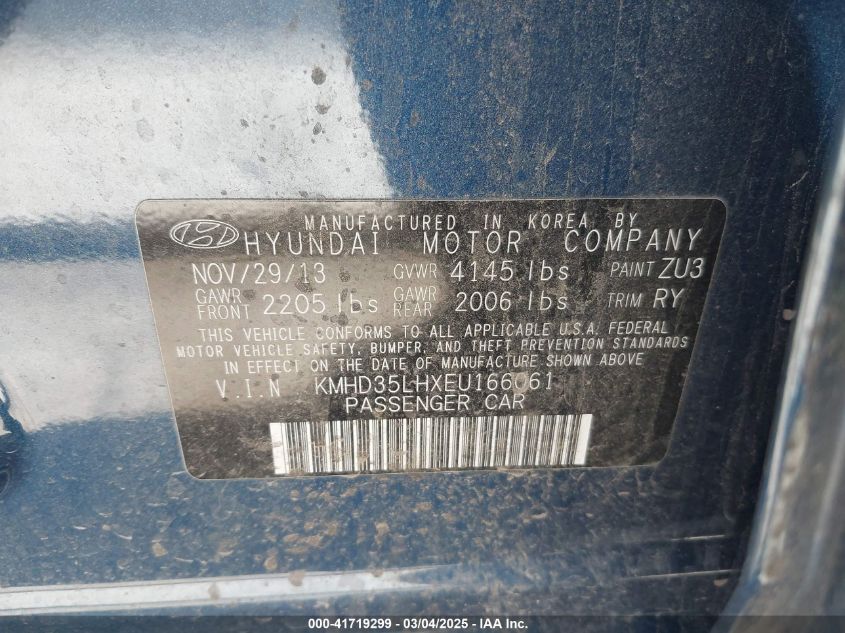 MANUFACTURED IN KOREA BY
HYUNDAI MOTOR COMPANY
NOV/29/13 GVWR 4145 lbs PAINT ZU3
GAWR FRONT 2205 lbs GAWR REAR 2006 lbs TRIM RY
THIS VEHICLE CONFORMS TO ALL APPLICABLE U.S.A. FEDERAL
MOTOR VEHICLE SAFETY, BUMPER, AND THEFT PREVENTION STANDARDS
IN EFFECT ON THE DATE OF MANUFACTURE SHOWN ABOVE
V.I.N KMHD35LHXEU166061
PASSENGER CAR
000-41719299 - 03/04/2025 - IAA Inc.